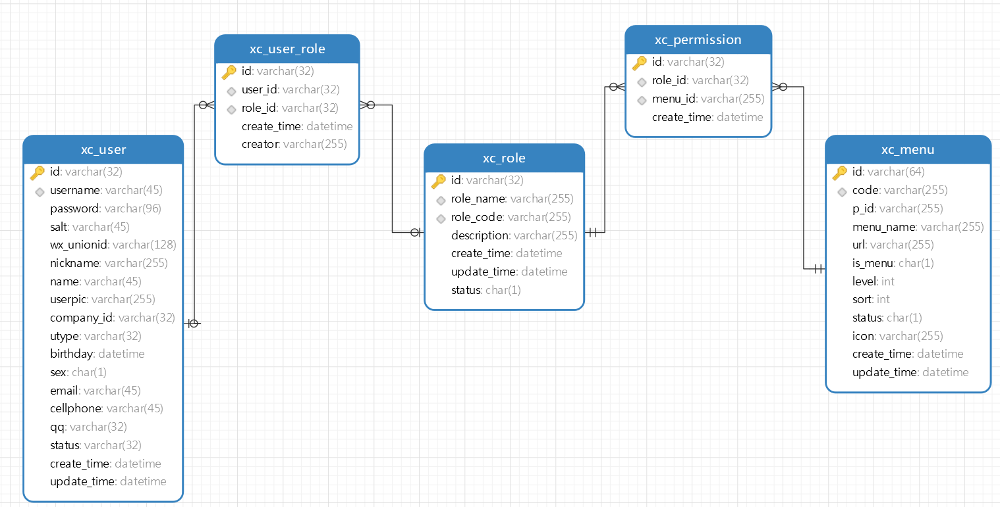 xc_user
id: varchar(32)
username: varchar(45)
password: varchar(96)
salt: varchar(45)
wx_unionid: varchar(128)
nickname: varchar(255)
name: varchar(45)
userpic: varchar(255)
company_id: varchar(32)
utype: varchar(32)
birthday: datetime
sex: char(1)
email: varchar(45)
cellphone: varchar(45)
qq: varchar(32)
status: varchar(32)
create_time: datetime
update_time: datetime
xc_user_role
id: varchar(32)
user_id: varchar(32)
role_id: varchar(32)
create_time: datetime
creator: varchar(255)
xc_role
id: varchar(32)
role_name: varchar(255)
role_code: varchar(255)
description: varchar(255)
create_time: datetime
update_time: datetime
status: char(1)
xc_permission
id: varchar(32)
role_id: varchar(32)
menu_id: varchar(255)
create_time: datetime
xc_menu
id: varchar(64)
code: varchar(255)
p_id: varchar(255)
menu_name: varchar(255)
url: varchar(255)
is_menu: char(1)
level: int
sort: int
status: char(1)
icon: varchar(255)
create_time: datetime
update_time: datetime